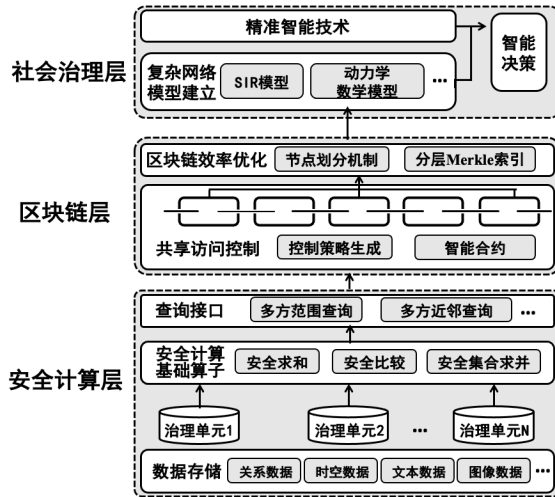 精准智能技术
智能
决策
社会治理层
复杂网络
模型建立
SIR模型
动力学
数学模型
...
区块链效率优化
节点划分机制
分层Merkle索引
区块链层
共享访问控制
控制策略生成
智能合约
查询接口
多方范围查询
多方近邻查询
...
安全计算层
安全计算
基础算子
安全求和
安全比较
安全集合求并
治理单元1
治理单元2
...
治理单元N
数据存储
关系数据
时空数据
文本数据
图像数据
...